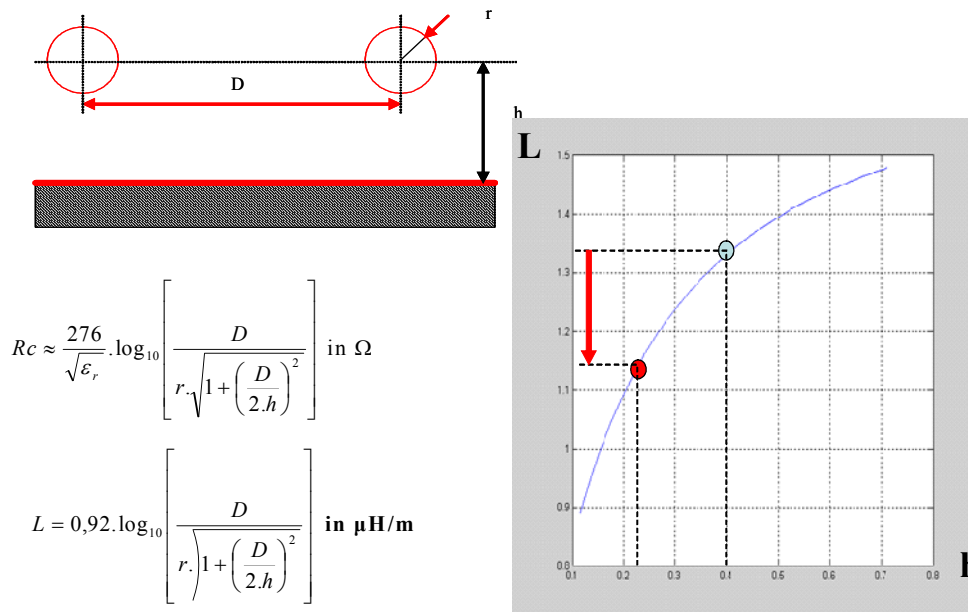 r
D
h
L
1.5
1.4
1.3
1.2
1.1
1
0.9
0.8
0.1 0.2 0.3 0.4 0.5 0.6 0.7 0.8
h
Rc ≈ 276/√εr . log10 [ D / ( r.√(1 + (D/2.h)²) ) ] in Ω
L = 0,92.log10 [ D / ( r.√(1 + (D/2.h)²) ) ] in µH/m